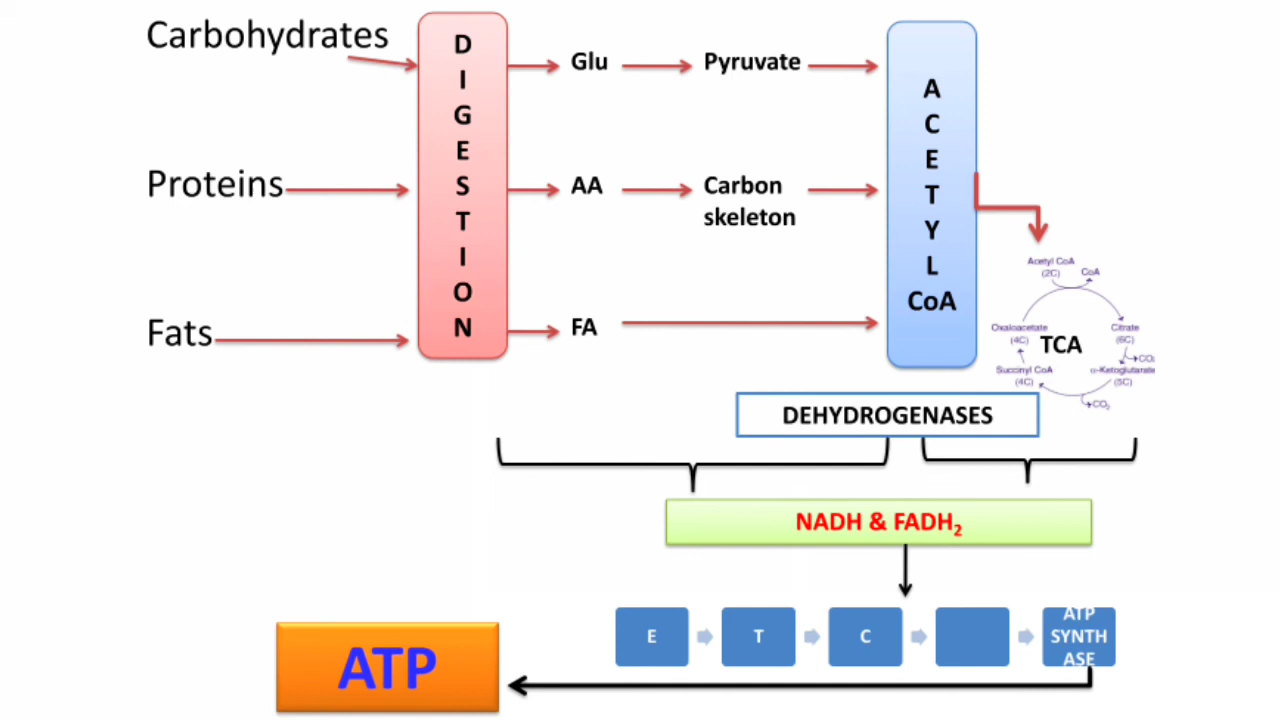 Carbohydrates
D
I
G
E
S
T
I
O
N
Glu
Pyruvate
A
C
E
T
Y
L
CoA
Proteins
AA
Carbon
skeleton
Fats
FA
Acetyl CoA
(2C)
CoA
Oxaloacetate
(4C)
TCA
Citrate
(6C)
CO₂
Succinyl CoA
(4C)
α-Ketoglutarate
(5C)
CO₂
DEHYDROGENASES
NADH & FADH₂
E
T
C
ATP
SYNTH
ASE
ATP